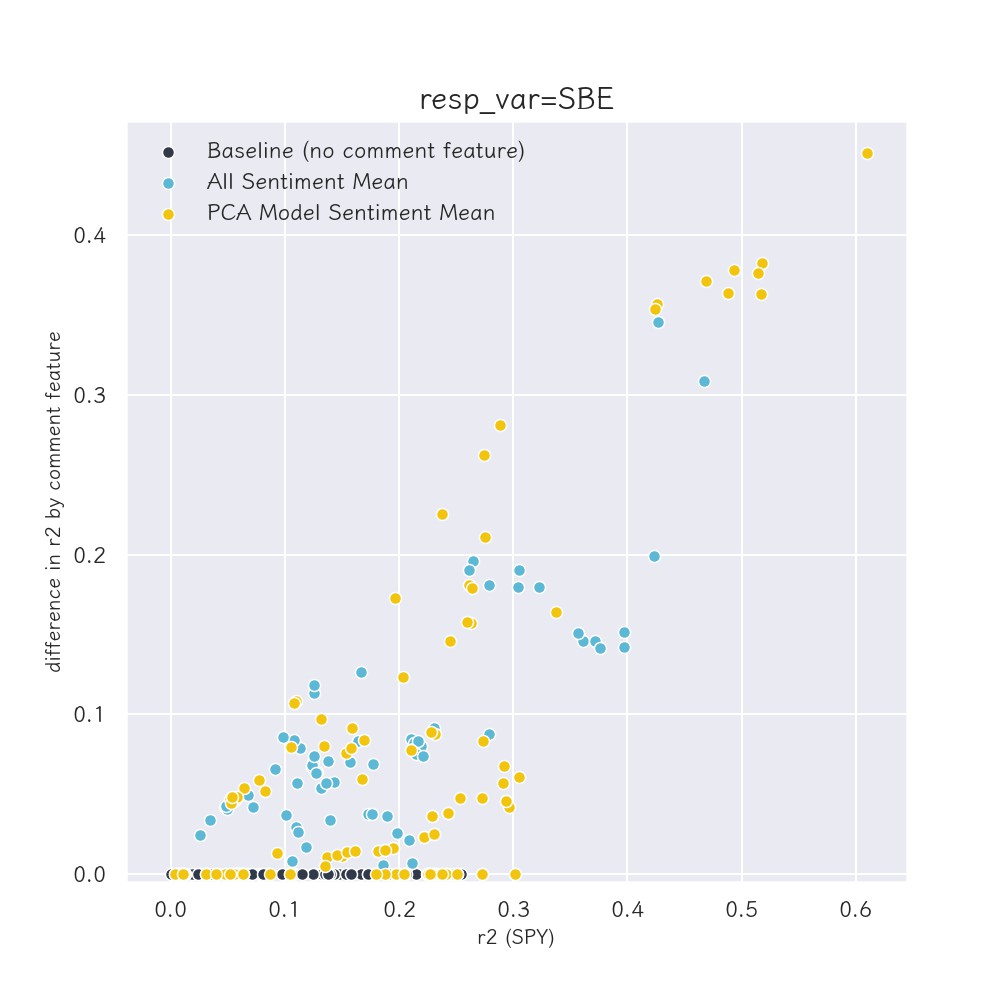 resp_var=SBE
Baseline (no comment feature)
All Sentiment Mean
PCA Model Sentiment Mean
difference in r2 by comment feature
0.4
0.3
0.2
0.1
0.0
0.0 0.1 0.2 0.3 0.4 0.5 0.6
r2 (SPY)